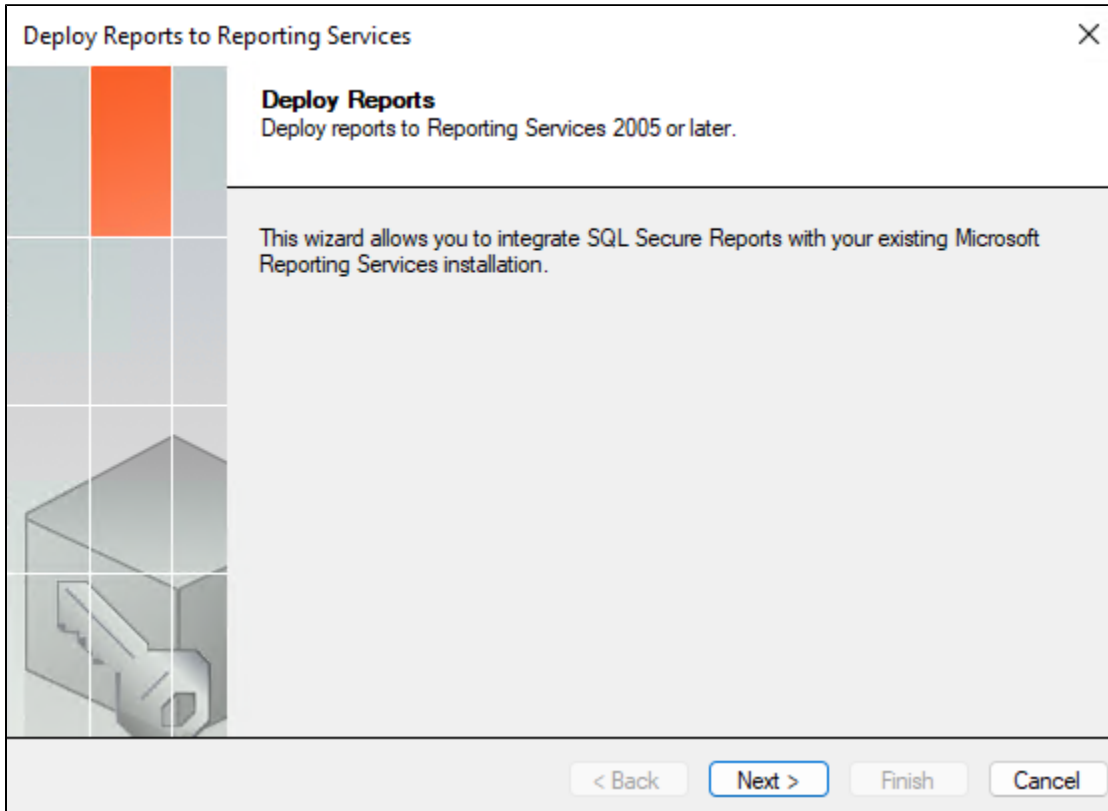 Deploy Reports to Reporting Services
Deploy Reports
Deploy reports to Reporting Services 2005 or later.
This wizard allows you to integrate SQL Secure Reports with your existing Microsoft
Reporting Services installation.
< Back Next > Finish Cancel